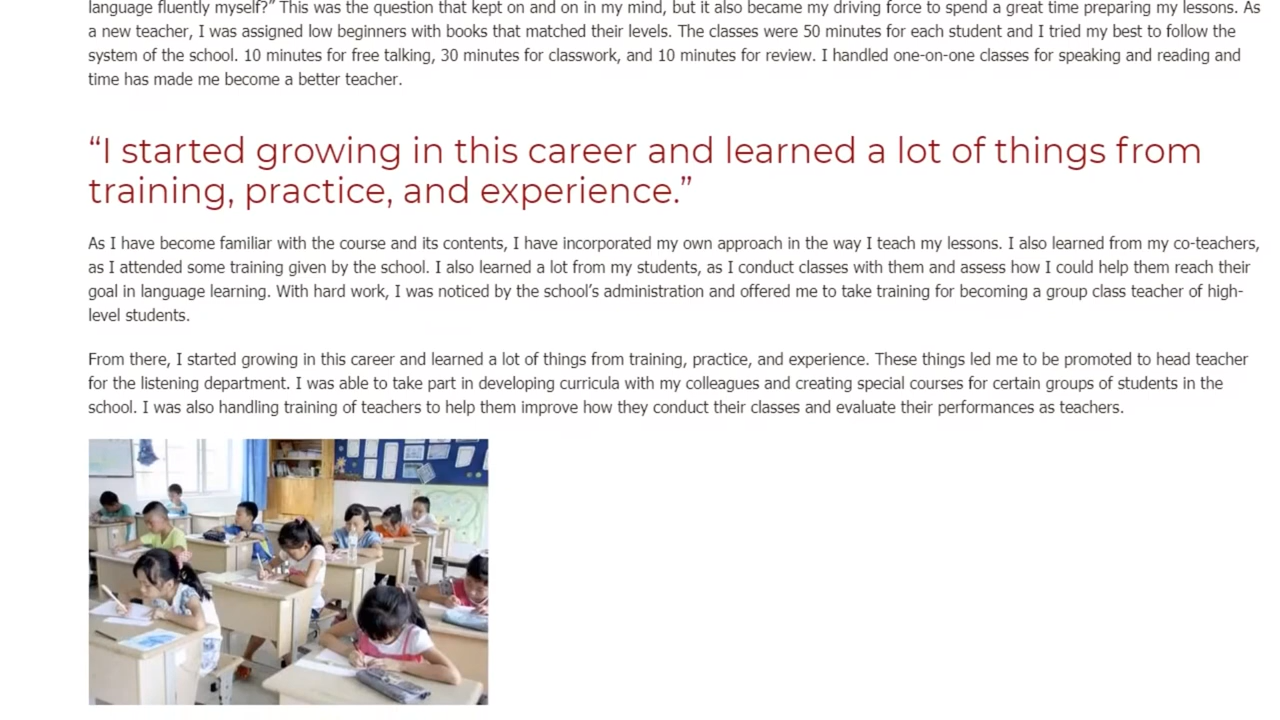 language fluently myself?” This was the question that kept on and on in my mind, but it also became my driving force to spend a great time preparing my lessons. As
a new teacher, I was assigned low beginners with books that matched their levels. The classes were 50 minutes for each student and I tried my best to follow the
system of the school. 10 minutes for free talking, 30 minutes for classwork, and 10 minutes for review. I handled one-on-one classes for speaking and reading and
time has made me become a better teacher.
“I started growing in this career and learned a lot of things from
training, practice, and experience.”
As I have become familiar with the course and its contents, I have incorporated my own approach in the way I teach my lessons. I also learned from my co-teachers,
as I attended some training given by the school. I also learned a lot from my students, as I conduct classes with them and assess how I could help them reach their
goal in language learning. With hard work, I was noticed by the school’s administration and offered me to take training for becoming a group class teacher of high-
level students.
From there, I started growing in this career and learned a lot of things from training, practice, and experience. These things led me to be promoted to head teacher
for the listening department. I was able to take part in developing curricula with my colleagues and creating special courses for certain groups of students in the
school. I was also handling training of teachers to help them improve how they conduct their classes and evaluate their performances as teachers.